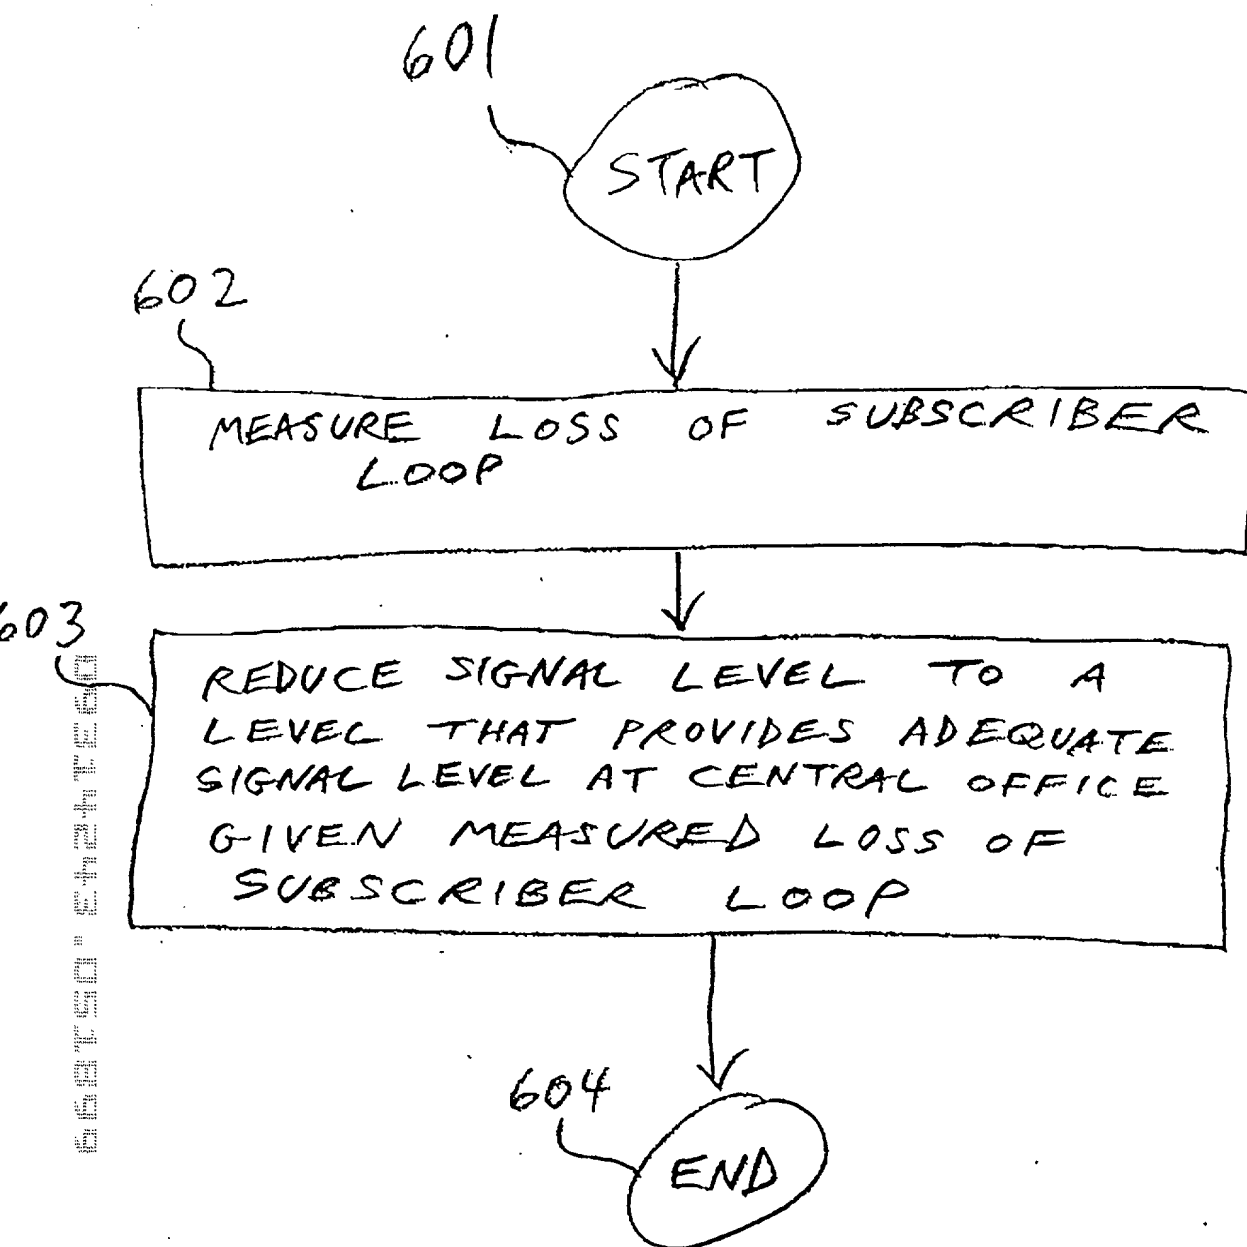 601
START
602
MEASURE LOSS OF SUBSCRIBER
LOOP
603
REDUCE SIGNAL LEVEL TO A
LEVEL THAT PROVIDES ADEQUATE
SIGNAL LEVEL AT CENTRAL OFFICE
GIVEN MEASURED LOSS OF
SUBSCRIBER LOOP
604
END